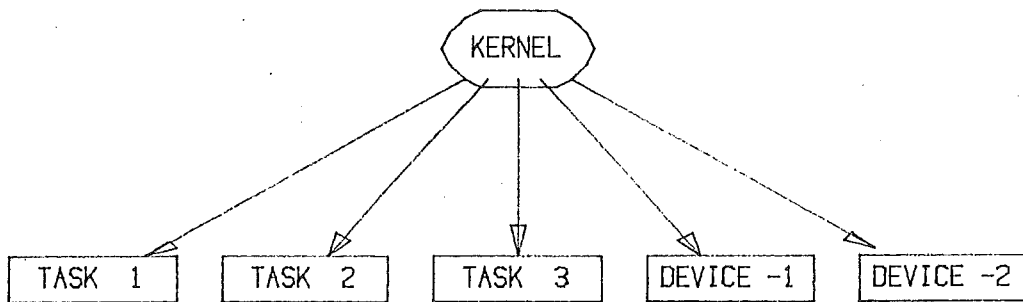 KERNEL
TASK 1
TASK 2
TASK 3
DEVICE -1
DEVICE -2